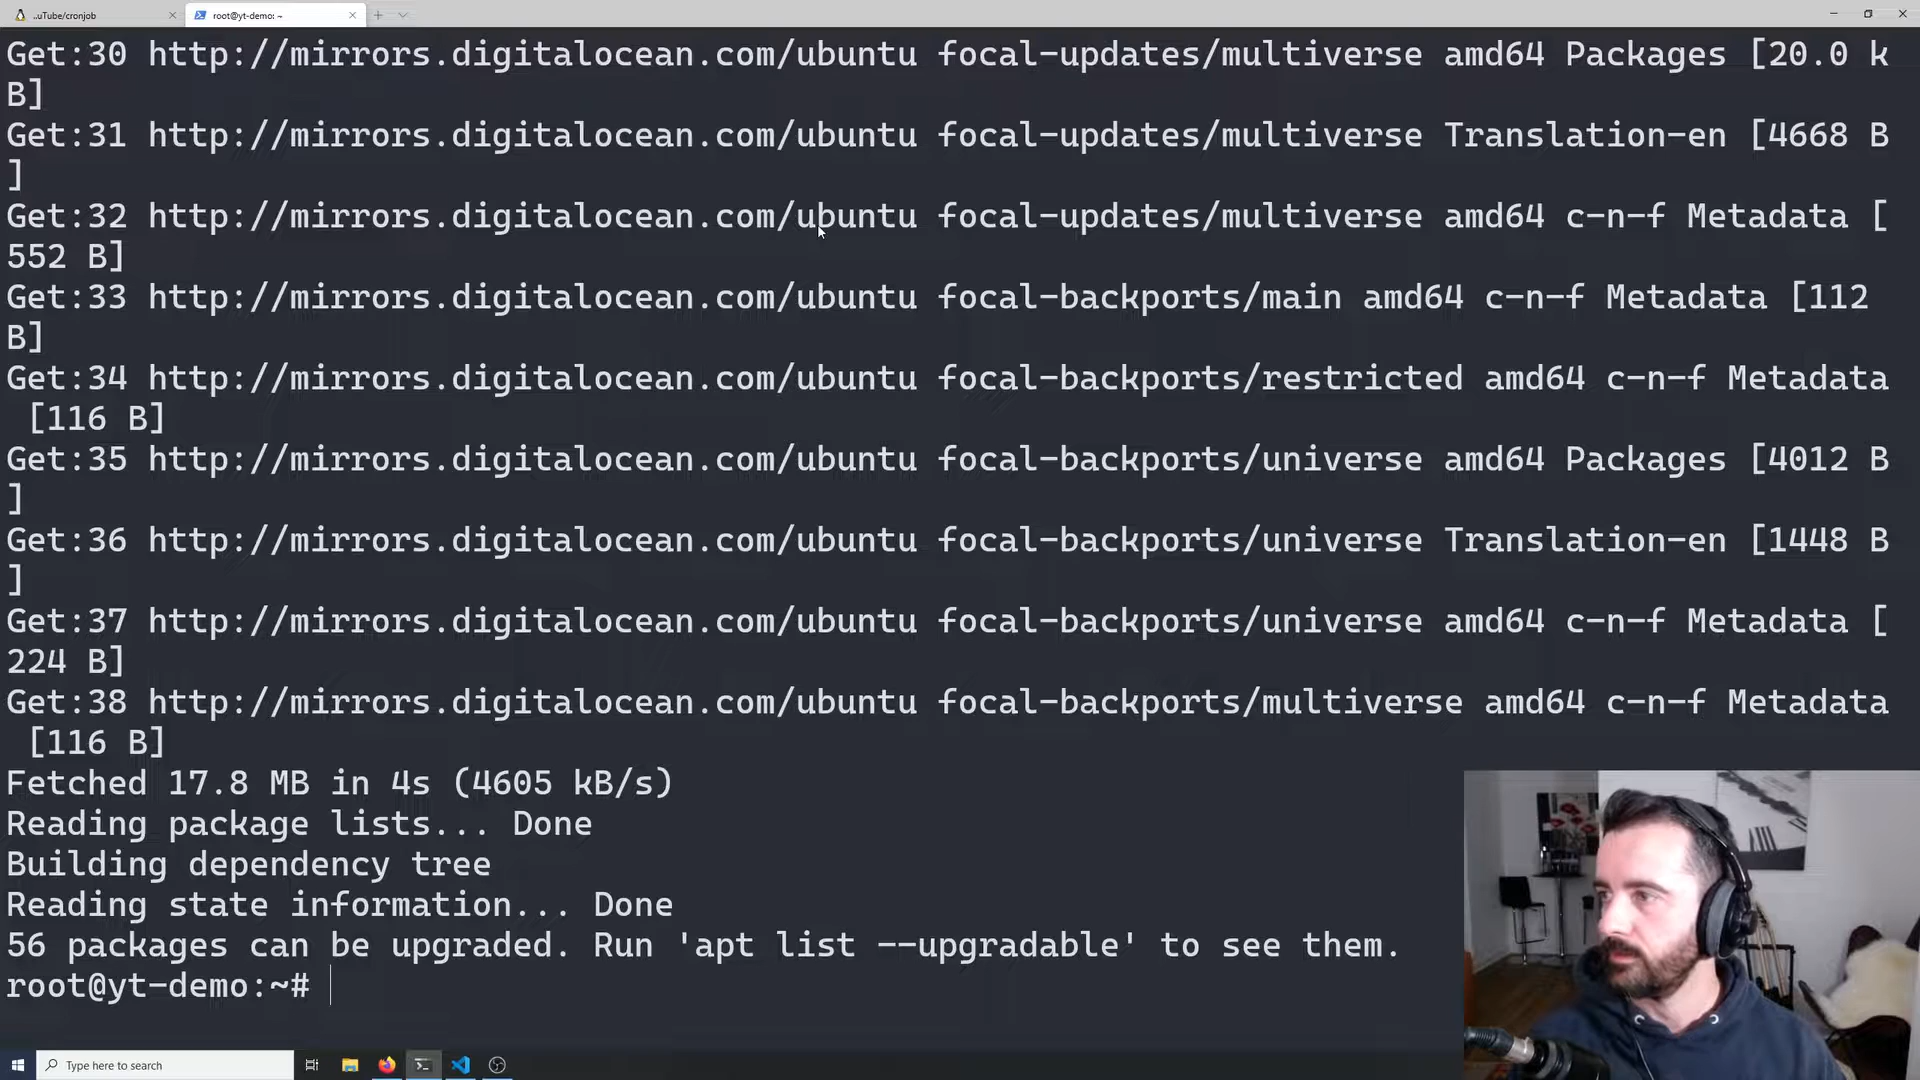 ..uTube/cronjob
root@yt-demo: ~
Get:30 http://mirrors.digitalocean.com/ubuntu focal-updates/multiverse amd64 Packages [20.0 k
B]
Get:31 http://mirrors.digitalocean.com/ubuntu focal-updates/multiverse Translation-en [4668 B
]
Get:32 http://mirrors.digitalocean.com/ubuntu focal-updates/multiverse amd64 c-n-f Metadata [
552 B]
Get:33 http://mirrors.digitalocean.com/ubuntu focal-backports/main amd64 c-n-f Metadata [112
B]
Get:34 http://mirrors.digitalocean.com/ubuntu focal-backports/restricted amd64 c-n-f Metadata
[116 B]
Get:35 http://mirrors.digitalocean.com/ubuntu focal-backports/universe amd64 Packages [4012 B
]
Get:36 http://mirrors.digitalocean.com/ubuntu focal-backports/universe Translation-en [1448 B
]
Get:37 http://mirrors.digitalocean.com/ubuntu focal-backports/universe amd64 c-n-f Metadata [
224 B]
Get:38 http://mirrors.digitalocean.com/ubuntu focal-backports/multiverse amd64 c-n-f Metadata
[116 B]
Fetched 17.8 MB in 4s (4605 kB/s)
Reading package lists... Done
Building dependency tree
Reading state information... Done
56 packages can be upgraded. Run 'apt list --upgradable' to see them.
root@yt-demo:~#
Type here to search